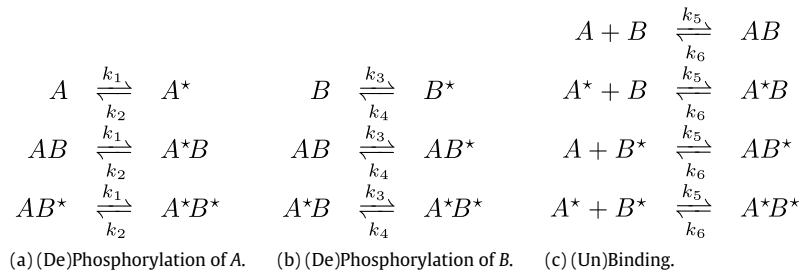 A + B k₅ ⇌ k₆ AB
A k₁ ⇌ k₂ A⋆ B k₃ ⇌ k₄ B⋆ A⋆ + B k₅ ⇌ k₆ A⋆B
AB k₁ ⇌ k₂ A⋆B AB k₃ ⇌ k₄ AB⋆ A + B⋆ k₅ ⇌ k₆ AB⋆
AB⋆ k₁ ⇌ k₂ A⋆B⋆ A⋆B k₃ ⇌ k₄ A⋆B⋆ A⋆ + B⋆ k₅ ⇌ k₆ A⋆B⋆
(a) (De)Phosphorylation of A. (b) (De)Phosphorylation of B. (c) (Un)Binding.